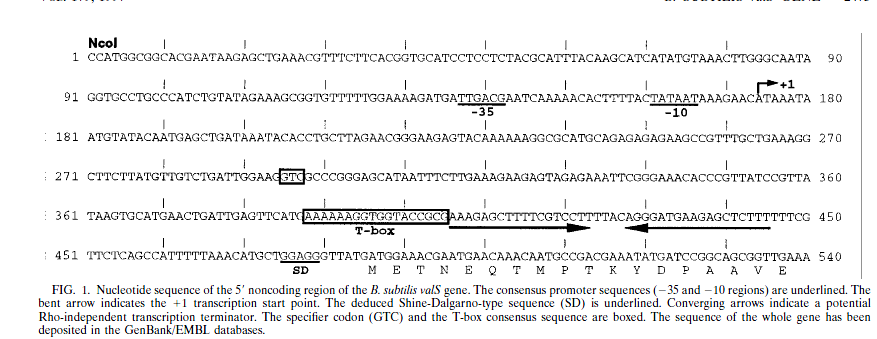 NcoI
1 CCATGGCGGCACGAATAAGAGCTGAAACGTTTCTTCACGGTGCATCCTCCTCTACGCATTTACAAGCATCATATGTAAACTTGGGCAATA 90
+1
91 GGTGCCTGCCCATCTGTATAGAAAGCGGTGTTTTTGGAAAAGATGATTGACGAATCAAAAACACTTTTACTATAATAAAGAACATAAATA 180
-35 -10
181 ATGTATACAATGAGCTGATAAATACACCTGCTTAGAACGGGAAGAGTACAAAAAAGGCGCATGCAGAGAGAGAAGCCGTTTGCTGAAAGG 270
271 CTTCTTATGTTGTCTGATTGGAAGGTCGCCCGGGAGCATAATTTCTTGAAAGAAGAGTAGAGAAATTCGGGAAACACCCGTTATCCGTTA 360
361 TAAGTGCATGAACTGATTGAGTTCATGAAAAAAGGTGGTACCGCGAAAGAGCTTTTCGTCCTTTTACAGGGATGAAGAGCTCTTTTTTCG 450
T-box
451 TTCTCAGCCATTTTTAAACATGCTGGAGGGTTATGATGGAAACGAATGAACAAACAATGCCGACGAAATATGATCCGGCAGCGGTTGAAA 540
SD M E T N E Q T M P T K Y D P A A V E
FIG. 1. Nucleotide sequence of the 5′ noncoding region of the B. subtilis valS gene. The consensus promoter sequences (−35 and −10 regions) are underlined. The
bent arrow indicates the +1 transcription start point. The deduced Shine-Dalgarno-type sequence (SD) is underlined. Converging arrows indicate a potential
Rho-independent transcription terminator. The specifier codon (GTC) and the T-box consensus sequence are boxed. The sequence of the whole gene has been
deposited in the GenBank/EMBL databases.